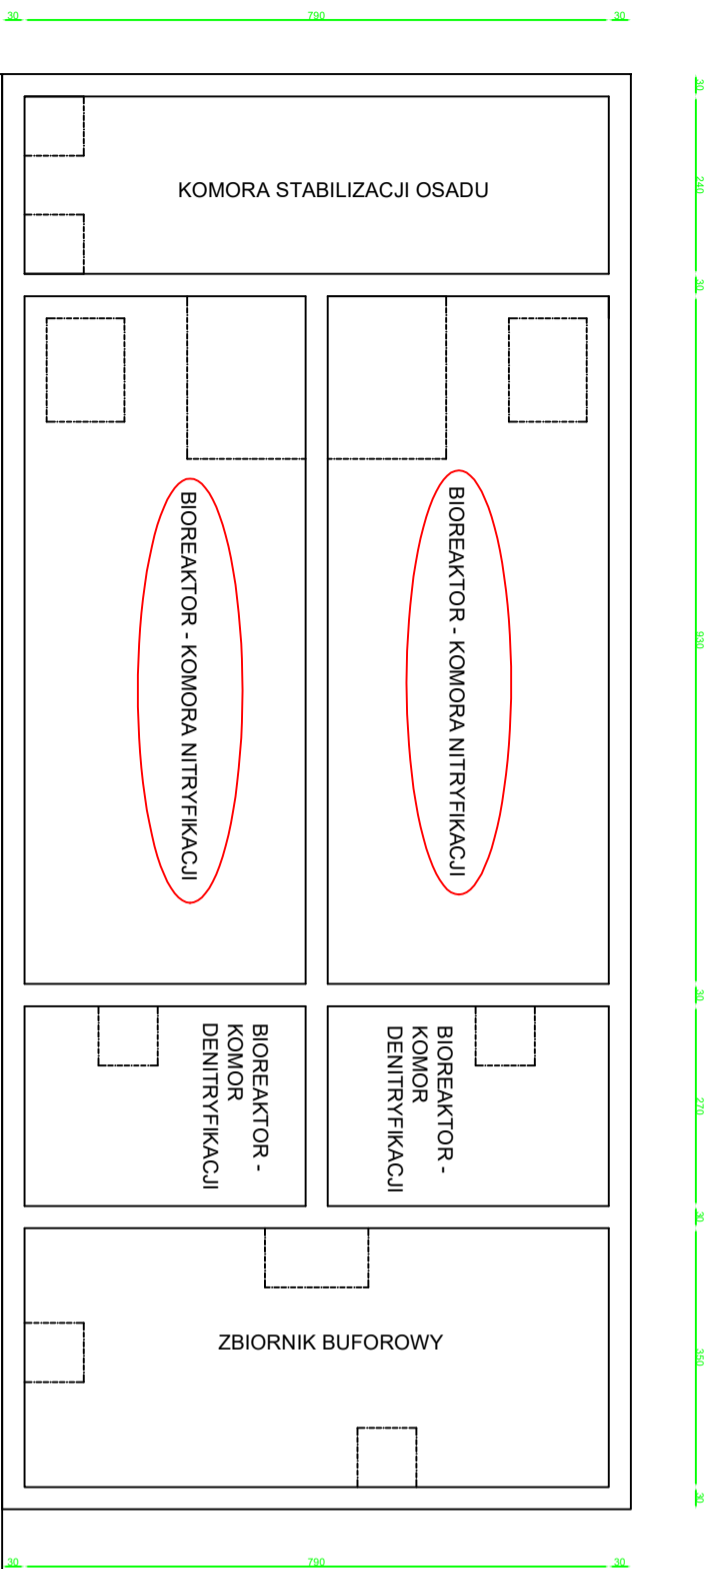 30 790 30
30
240
30
930
30
270
30
350
30
KOMORA STABILIZACJI OSADU
BIOREAKTOR - KOMORA NITRYFIKACJI
BIOREAKTOR - KOMORA NITRYFIKACJI
BIOREAKTOR -
KOMOR
DENITRYFIKACJI
BIOREAKTOR -
KOMOR
DENITRYFIKACJI
ZBIORNIK BUFOROWY
30 790 30